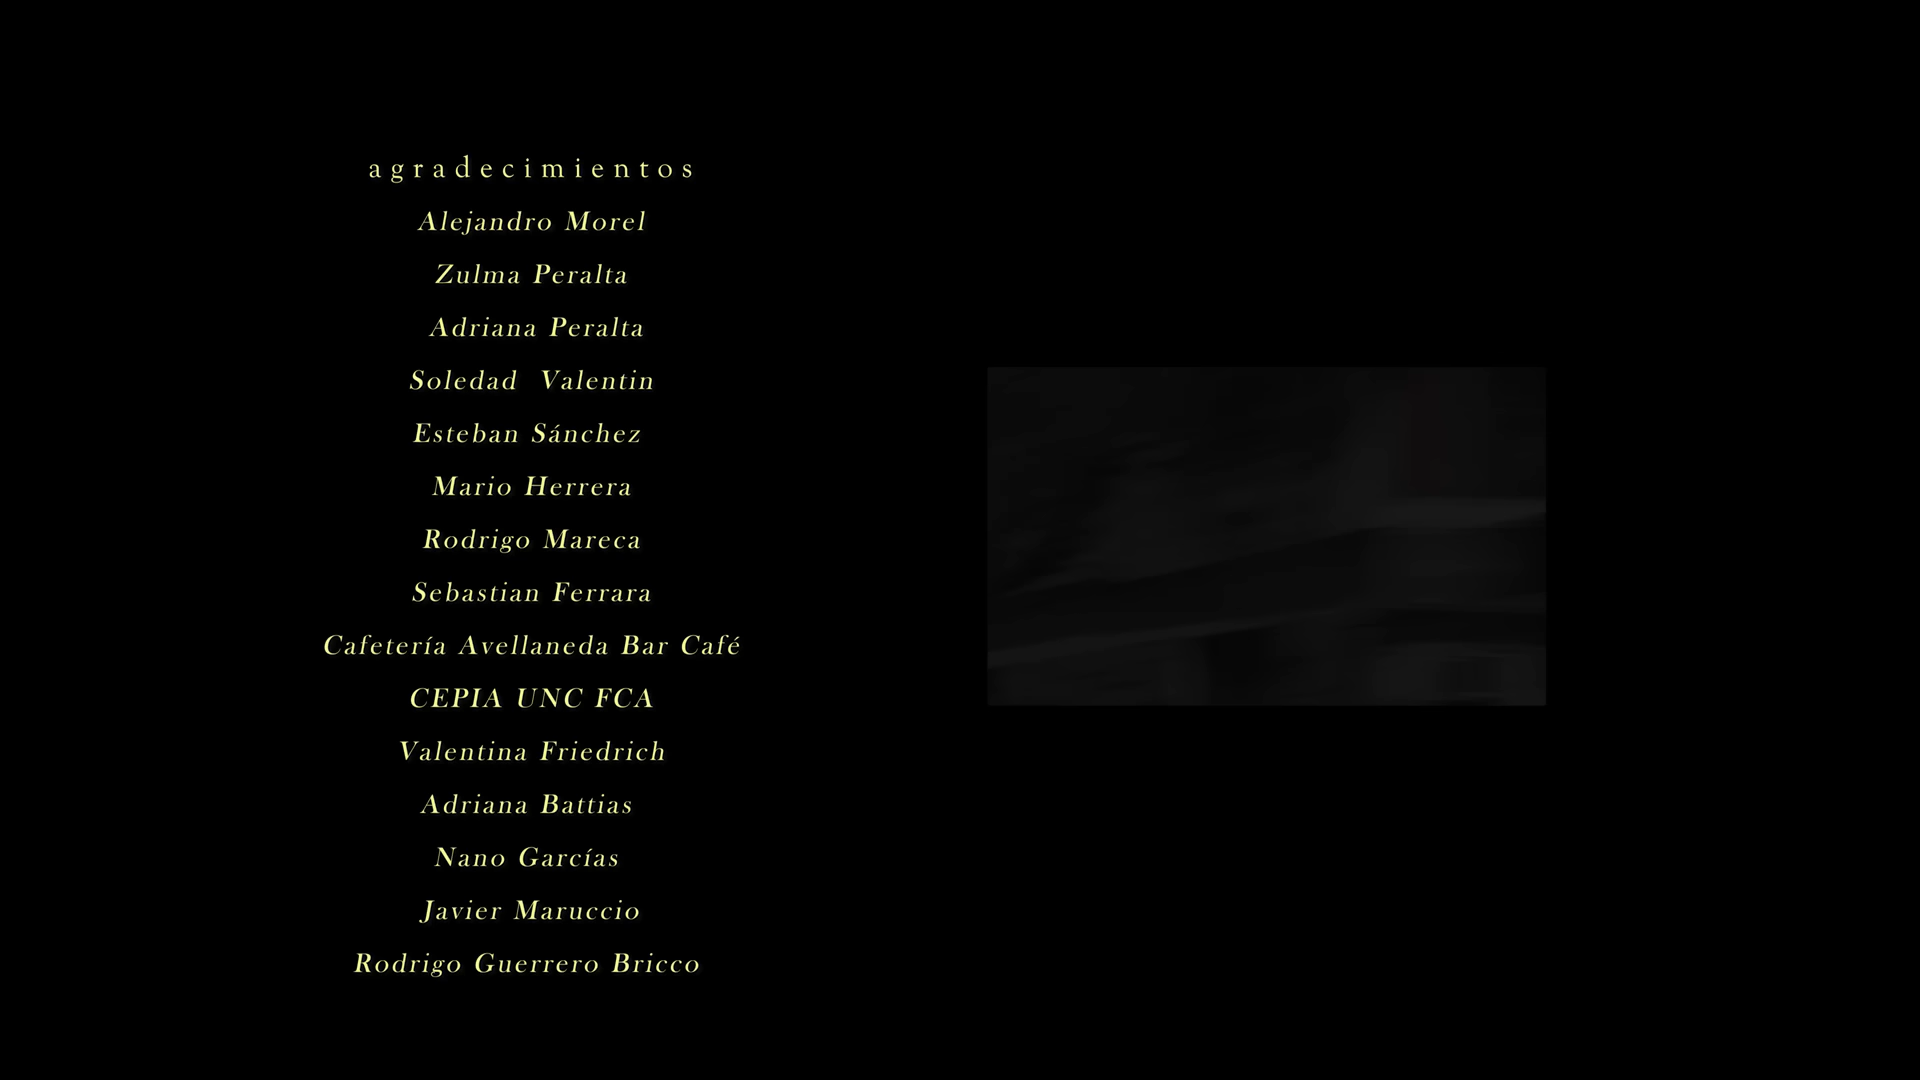 agradecimientos
Alejandro Morel
Zulma Peralta
Adriana Peralta
Soledad  Valentin
Esteban Sánchez
Mario Herrera
Rodrigo Mareca
Sebastian Ferrara
Cafetería Avellaneda Bar Café
CEPIA UNC FCA
Valentina Friedrich
Adriana Battias
Nano Garcías
Javier Maruccio
Rodrigo Guerrero Bricco